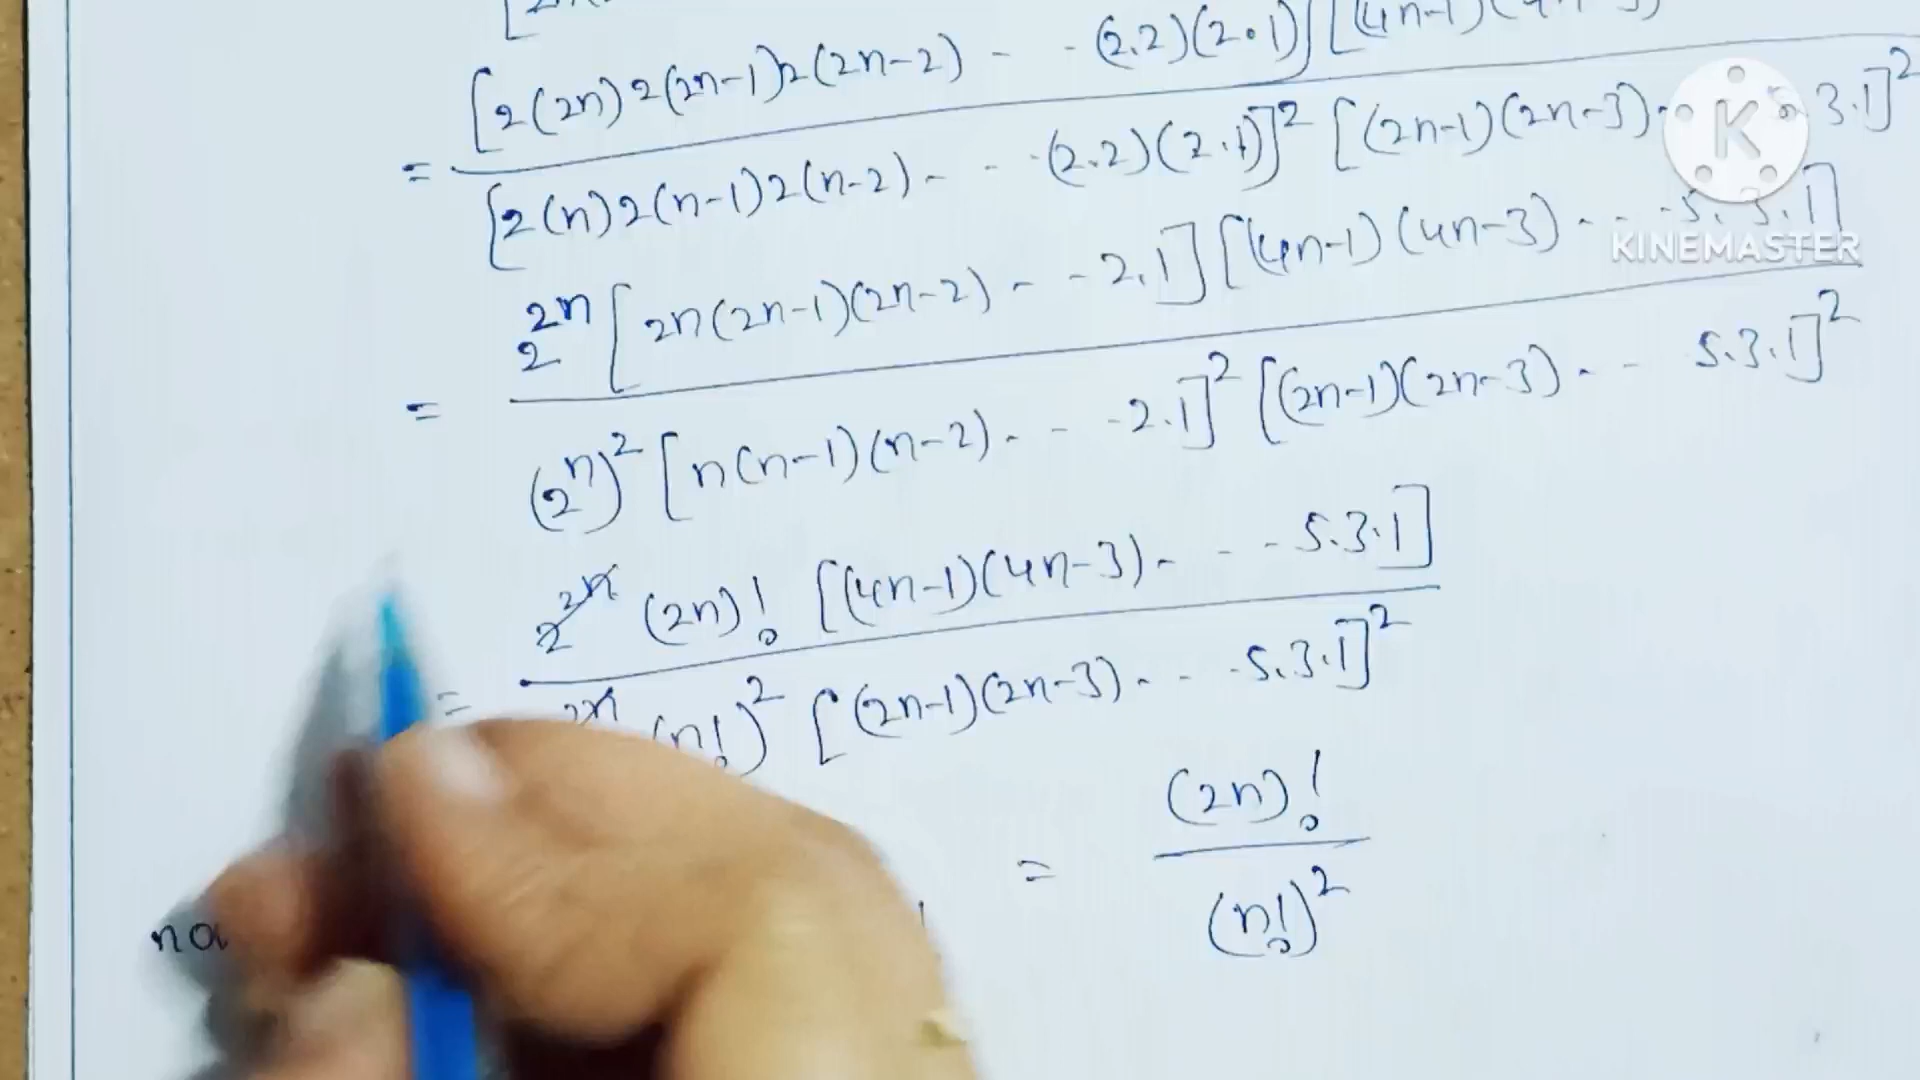 [2(2n)2(2n-1)2(2n-2) - - (2.2)(2.1)] [(4n-1)(4n-3)
= [2(n)2(n-1)2(n-2)- - -(2.2)(2.1)]² [(2n-1)(2n-3)- 5.3.1]²
KINEMASTER
2^2n [2n(2n-1)(2n-2) - - 2.1] [(4n-1)(4n-3) - - -5.3.1]
= (2^n)² [n(n-1)(n-2)- - -2.1]² [(2n-1)(2n-3)- - 5.3.1]²
2^2n (2n)! [(4n-1)(4n-3)- - -5.3.1]
= 2n (n!)² [(2n-1)(2n-3)- - -5.3.1]²
= (2n)!
(n!)²